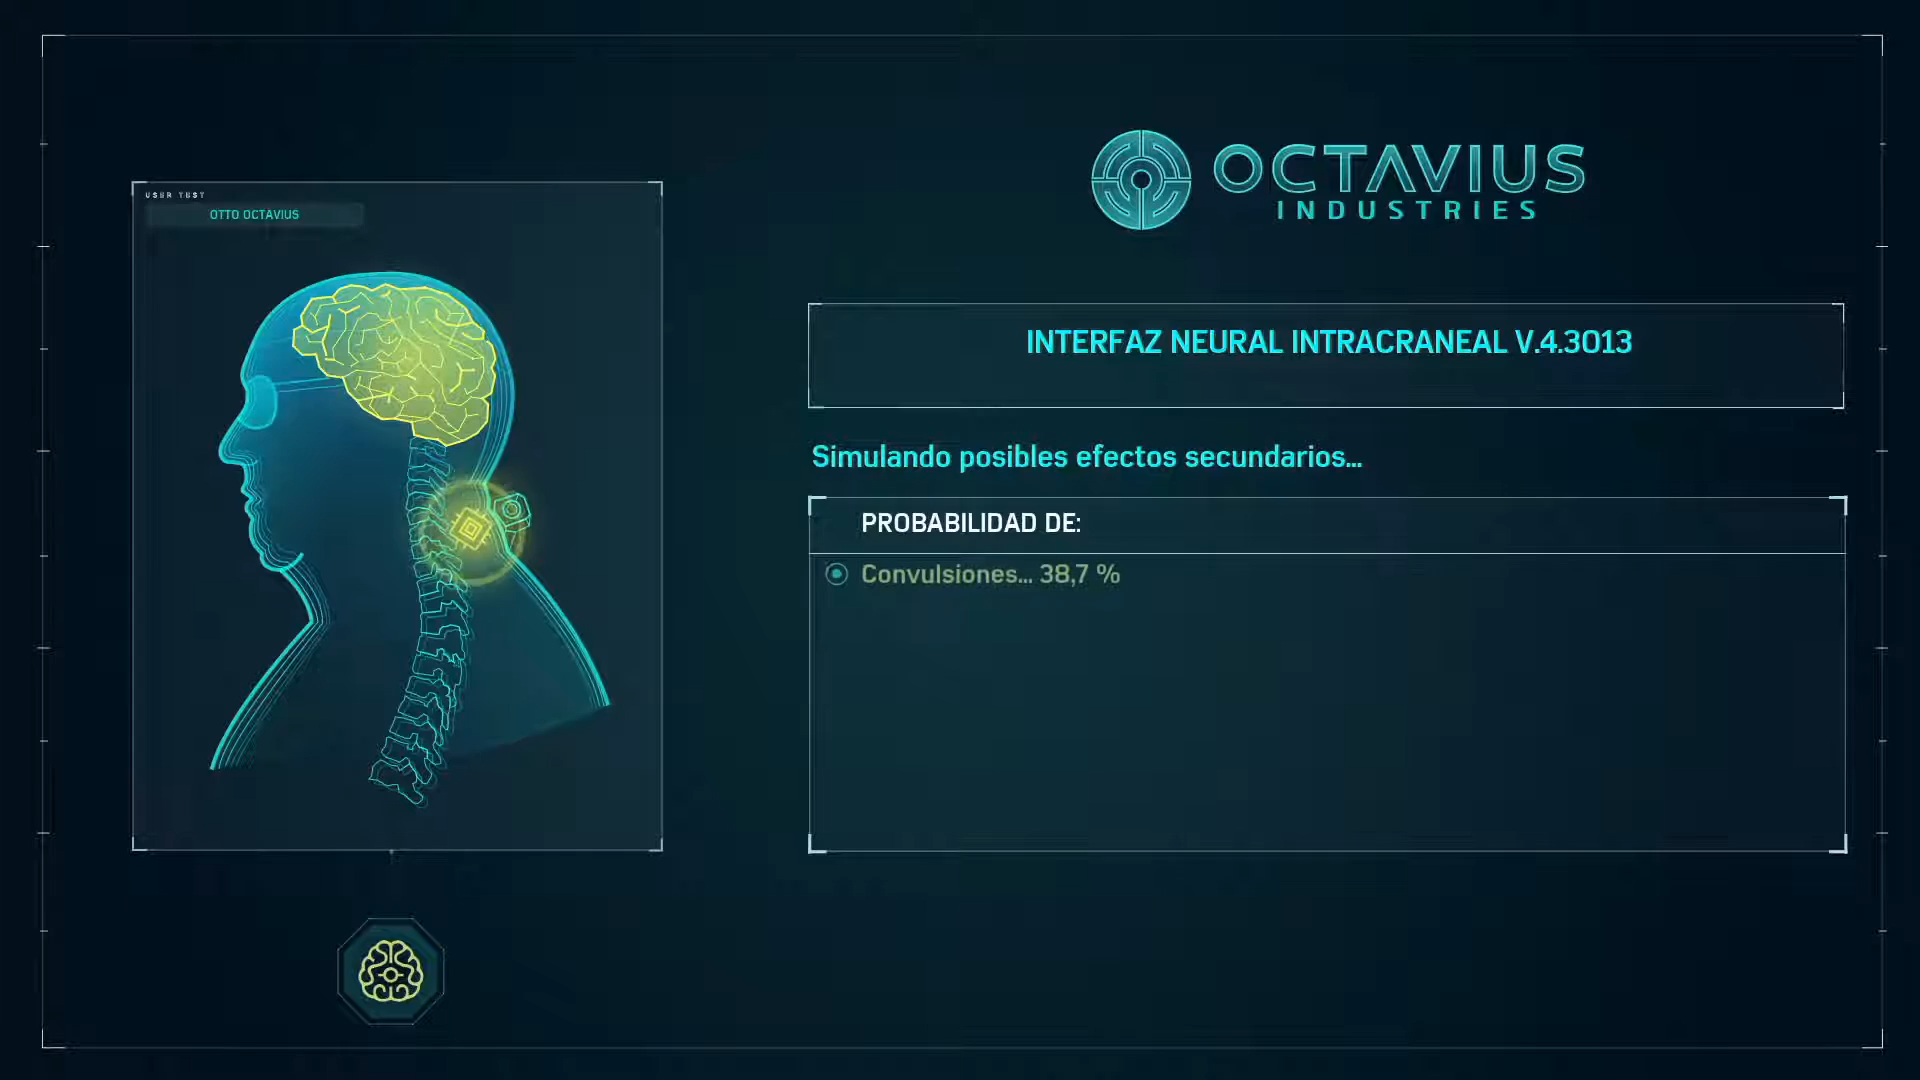 OCTAVIUS
INDUSTRIES
USER TEST
OTTO OCTAVIUS
INTERFAZ NEURAL INTRACRANEAL V.4.3013
Simulando posibles efectos secundarios...
PROBABILIDAD DE:
Convulsiones... 38,7 %